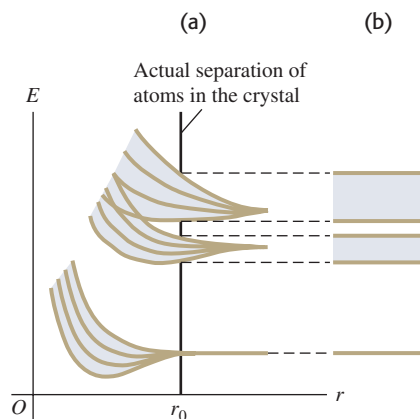 (a)
(b)
Actual separation of
atoms in the crystal
E
O
r₀
r